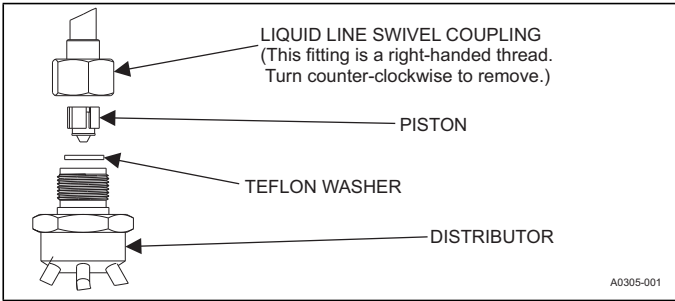 LIQUID LINE SWIVEL COUPLING
(This fitting is a right-handed thread.
Turn counter-clockwise to remove.)
PISTON
TEFLON WASHER
DISTRIBUTOR
A0305-001